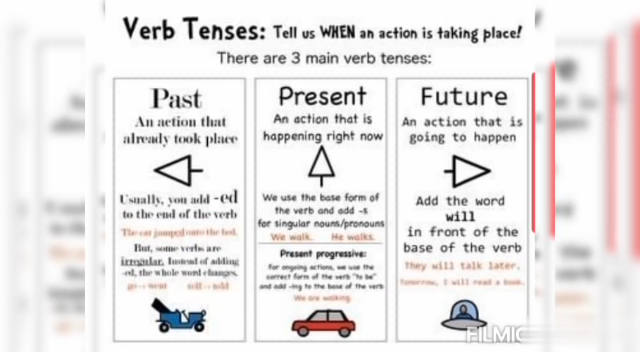 Verb Tenses: Tell us WHEN an action is taking place!
There are 3 main verb tenses:
Past
An action that
already took place
Usually, you add -ed
to the end of the verb
The cat jumped onto the bed.
But, some verbs are
irregular. Instead of adding
-ed, the whole word changes.
go → went sell → sold
Present
An action that is
happening right now
We use the base form of
the verb and add -s
for singular nouns/pronouns
We walk. He walks.
Present progressive:
For ongoing actions, we use the
correct form of the verb "to be"
and add -ing to the base of the verb
We are walking
Future
An action that is
going to happen
Add the word
will
in front of the
base of the verb
They will talk later.
Tomorrow, I will read a book.
FILMIC